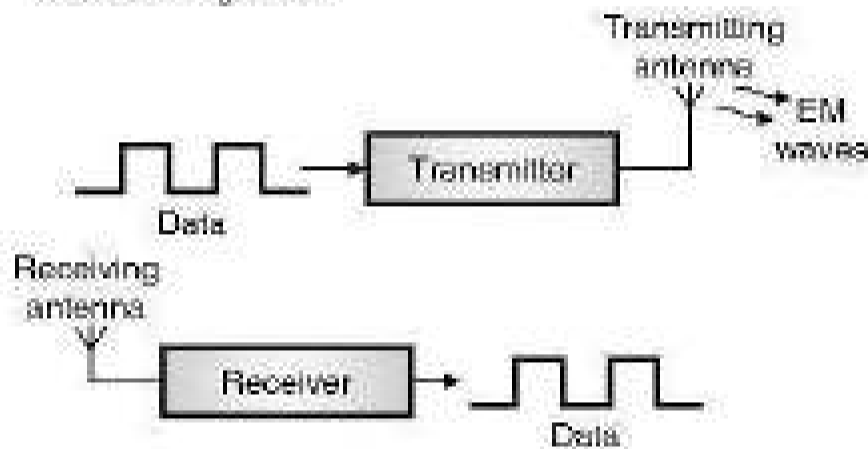 Transmitting
antenna
EM
waves
Transmitter
Data
Receiving
antenna
Receiver
Data